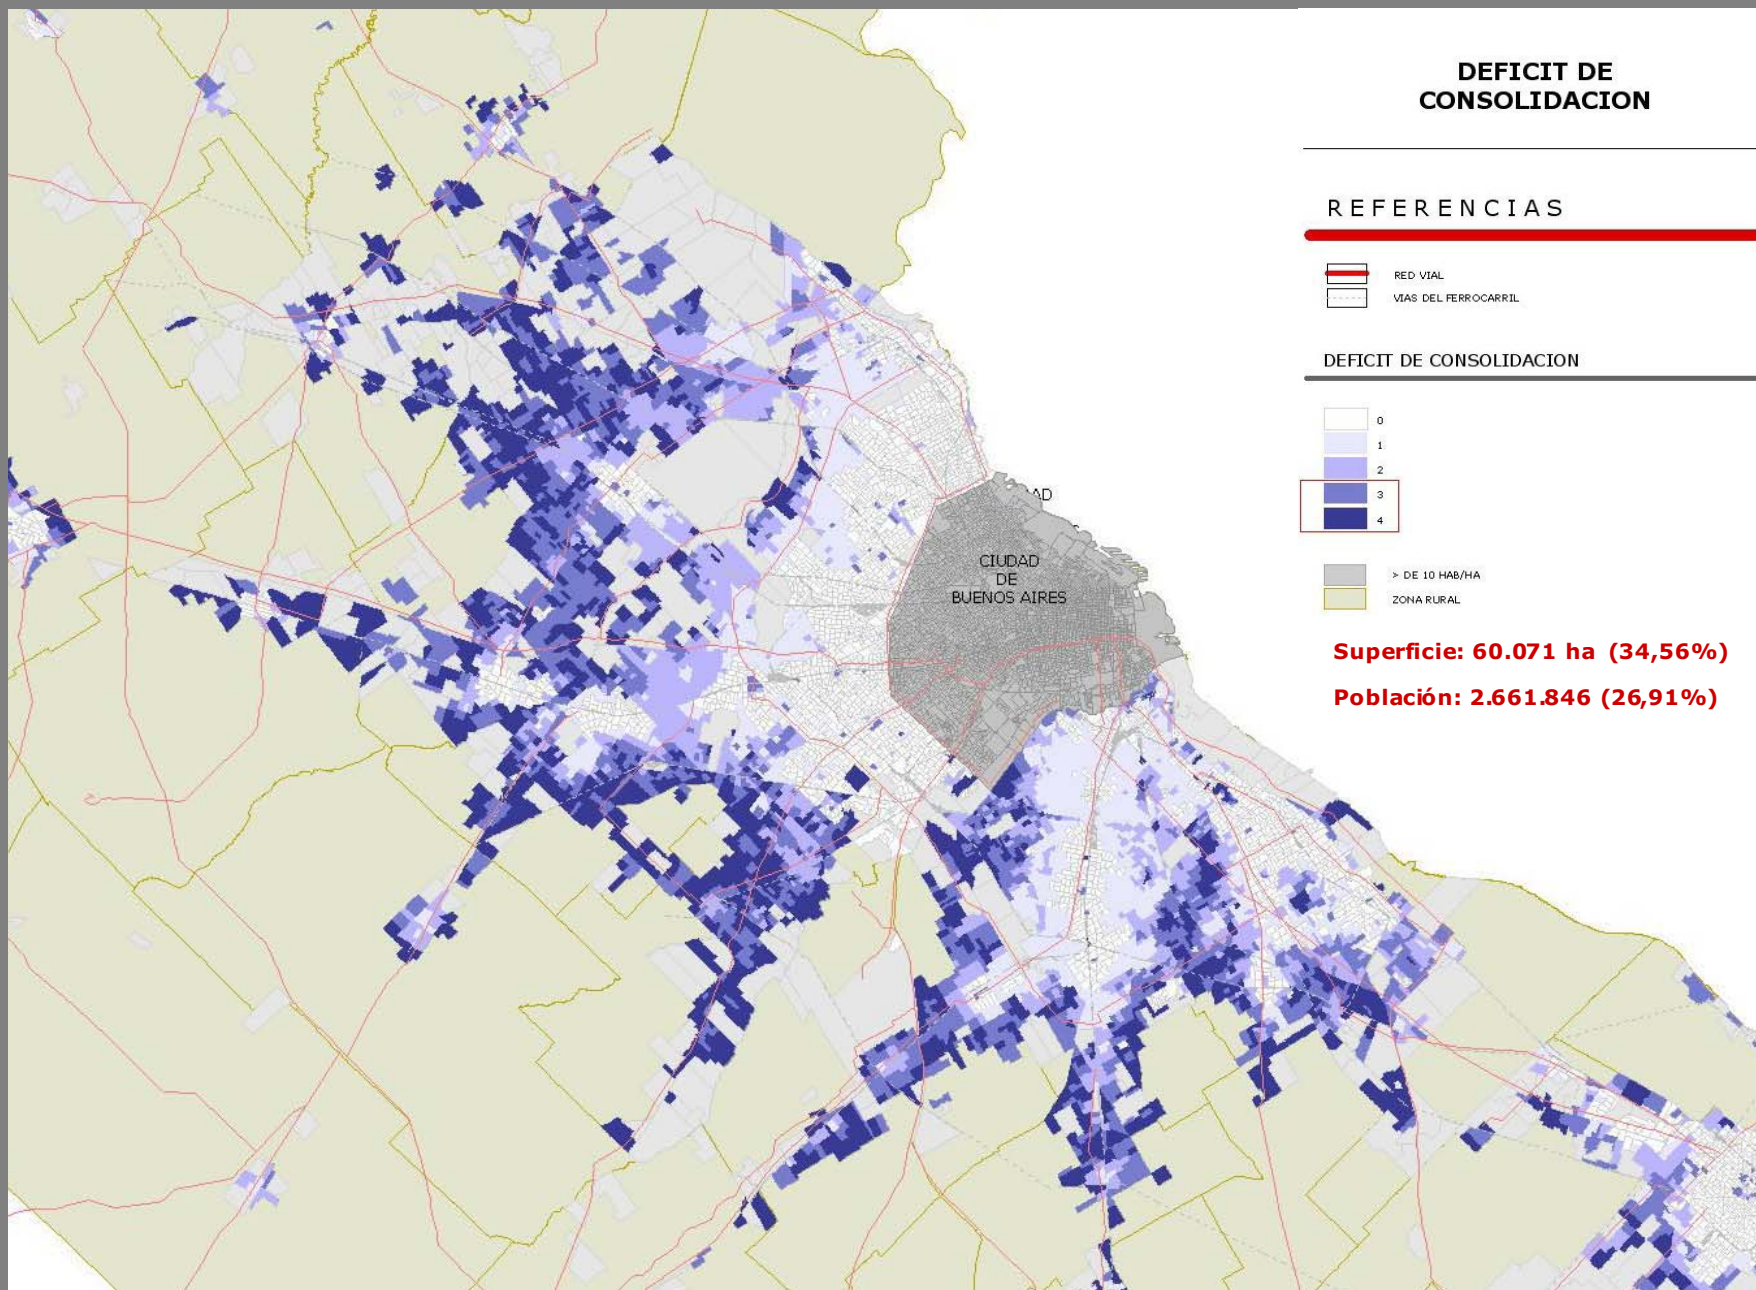 DEFICIT DE
CONSOLIDACION
REFERENCIAS
RED VIAL
VIAS DEL FERROCARRIL
DEFICIT DE CONSOLIDACION
0
1
2
3
4
> DE 10 HAB/HA
ZONA RURAL
Superficie: 60.071 ha (34,56%)
Población: 2.661.846 (26,91%)
AD
CIUDAD
DE
BUENOS AIRES